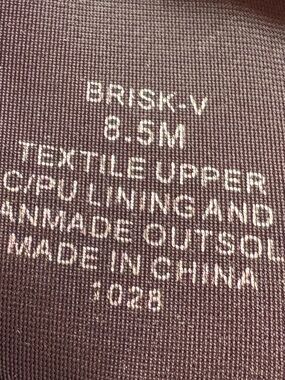 BRISK-V
8.5M
TEXTILE UPPER
C/PU LINING AND
ANMADE OUTSOL
MADE IN CHINA
1028